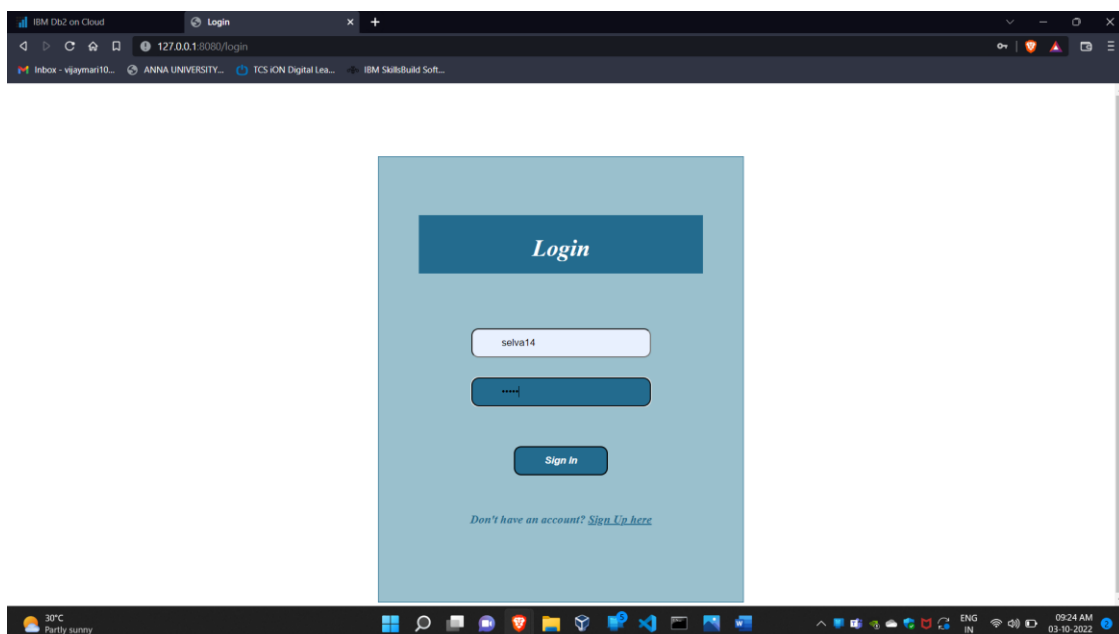 IBM Db2 on Cloud
Login
127.0.0.1:8080/login
Inbox - vijaymari10...
ANNA UNIVERSITY...
TCS iON Digital Lea...
IBM SkillsBuild Soft...
Login
selva14
•••••
Sign In
Don't have an account? Sign Up here
30°C
Partly sunny
ENG
IN
09:24 AM
03-10-2022